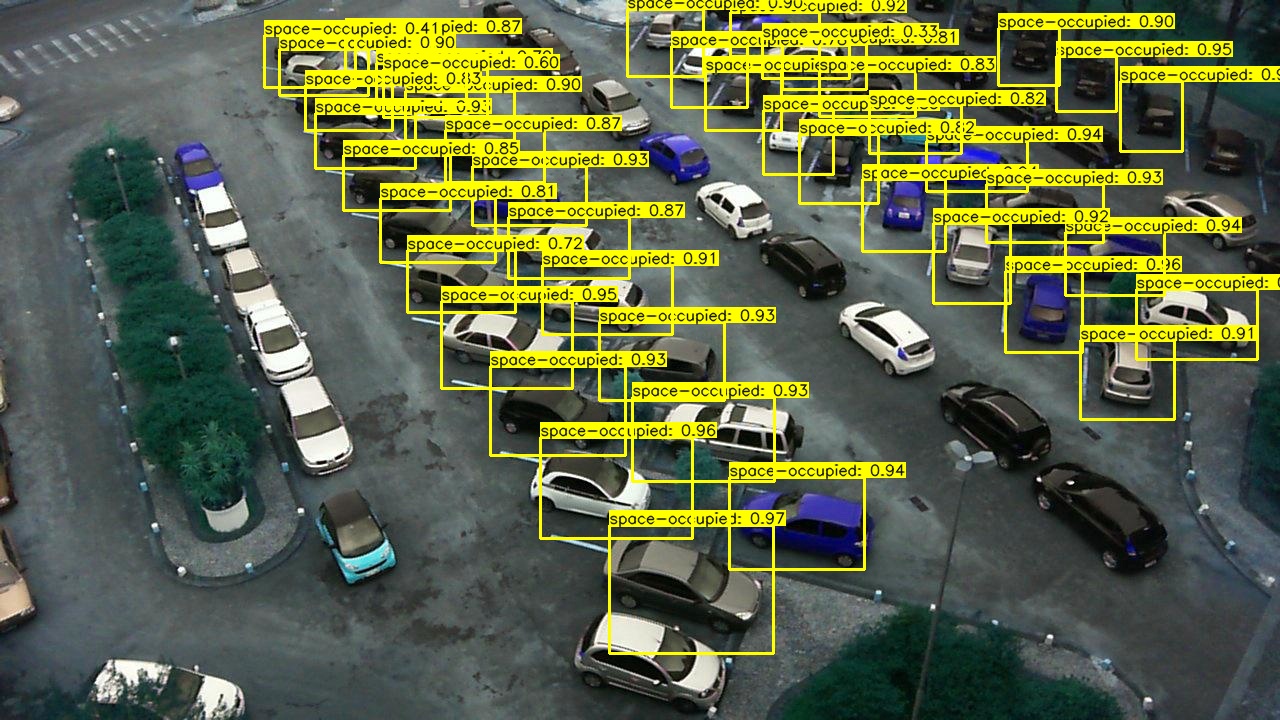 space-occupied: 0.90
0.92
space-occupied: 0.41
pied: 0.87
space-occupied: 0.90
space-occupied: 0.90
space-occupied: 0.33
0.81
space-occupied: 0.95
space-occupied: 0.60
space-occupied: 0.83
space-occupied:
0.83
0.90
space-occupied: 0.93
space-occupied: 0.82
space-occupied: 0.87
space-occupied: 0.82
0.94
space-occupied: 0.85
space-occupied: 0.93
space-occupied
space-occupied: 0.93
space-occupied: 0.81
space-occupied: 0.87
space-occupied: 0.92
space-occupied: 0.94
space-occupied: 0.72
space-occupied: 0.91
space-occupied: 0.96
space-occupied:
space-occupied: 0.95
space-occupied: 0.93
space-occupied: 0.91
space-occupied: 0.93
space-occupied: 0.93
space-occupied: 0.96
space-occupied: 0.94
space-occupied: 0.97